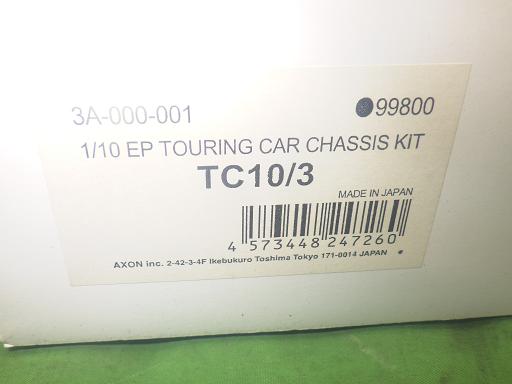 3A-000-001 ●99800
1/10 EP TOURING CAR CHASSIS KIT
TC10/3
MADE IN JAPAN
4 573448 247260
AXON inc. 2-42-3-4F Ikebukuro Toshima Tokyo 171-0014 JAPAN ●